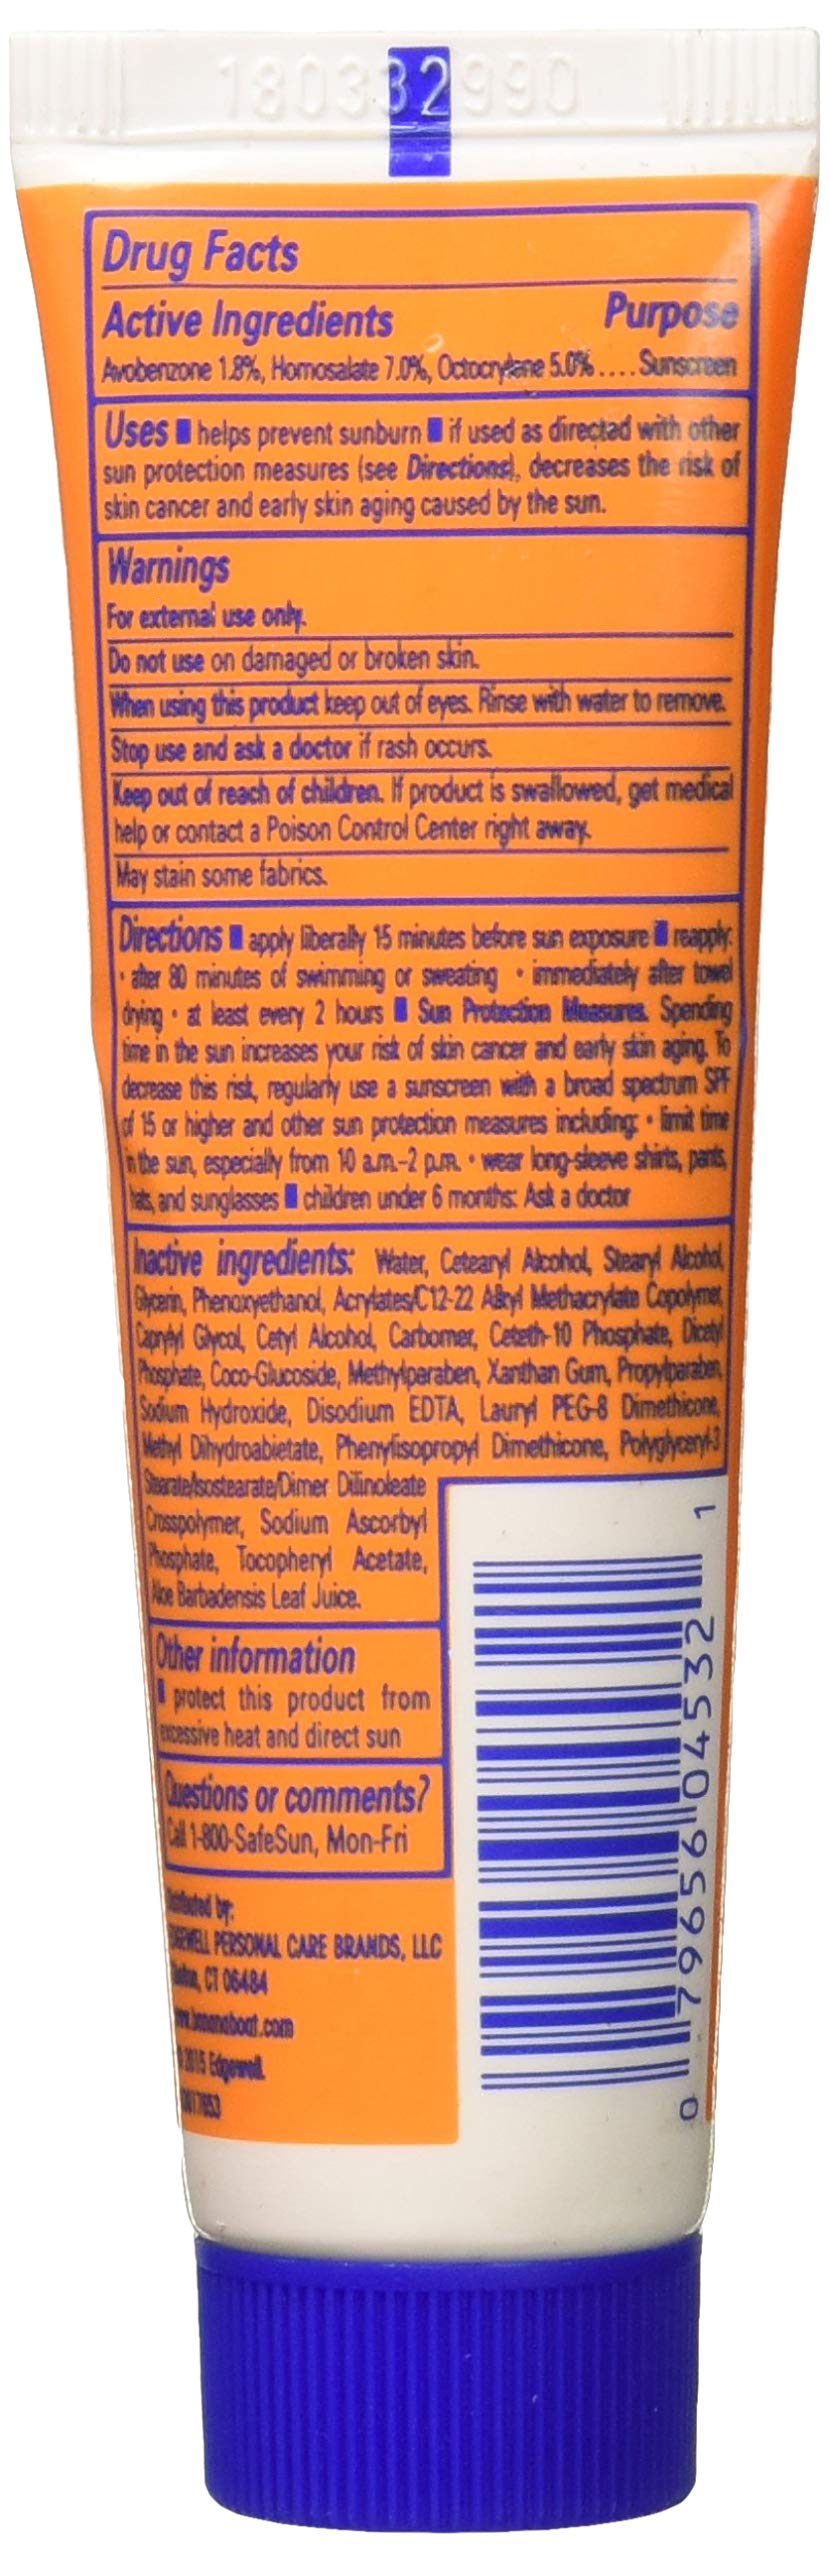 180332990
Drug Facts
Active Ingredients Purpose
Avobenzone 1.8%, Homosalate 7.0%, Octocrylene 5.0% .... Sunscreen
Uses ■ helps prevent sunburn ■ if used as directed with other
sun protection measures (see Directions), decreases the risk of
skin cancer and early skin aging caused by the sun.
Warnings
For external use only.
Do not use on damaged or broken skin.
When using this product keep out of eyes. Rinse with water to remove.
Stop use and ask a doctor if rash occurs.
Keep out of reach of children. If product is swallowed, get medical
help or contact a Poison Control Center right away.
May stain some fabrics.
Directions ■ apply liberally 15 minutes before sun exposure ■ reapply:
• after 80 minutes of swimming or sweating • immediately after towel
drying • at least every 2 hours ■ Sun Protection Measures. Spending
time in the sun increases your risk of skin cancer and early skin aging. To
decrease this risk, regularly use a sunscreen with a broad spectrum SPF
of 15 or higher and other sun protection measures including: • limit time
in the sun, especially from 10 a.m.–2 p.m. • wear long-sleeve shirts, pants,
hats, and sunglasses ■ children under 6 months: Ask a doctor
Inactive ingredients: Water, Cetearyl Alcohol, Stearyl Alcohol,
Glycerin, Phenoxyethanol, Acrylates/C12-22 Alkyl Methacrylate Copolymer,
Caprylyl Glycol, Cetyl Alcohol, Carbomer, Ceteth-10 Phosphate, Dicetyl
Phosphate, Coco-Glucoside, Methylparaben, Xanthan Gum, Propylparaben,
Sodium Hydroxide, Disodium EDTA, Lauryl PEG-8 Dimethicone,
Methyl Dihydroabietate, Phenylisopropyl Dimethicone, Polyglyceryl-3
Stearate/Isostearate/Dimer Dilinoleate
Crosspolymer, Sodium Ascorbyl
Phosphate, Tocopheryl Acetate,
Aloe Barbadensis Leaf Juice.
Other information
■ protect this product from
excessive heat and direct sun
Questions or comments?
Call 1-800-SafeSun, Mon-Fri
Distributed by:
EDGEWELL PERSONAL CARE BRANDS, LLC
CT 06484
www.bananaboat.com
2015 Edgewell.
0 79656 04532 1